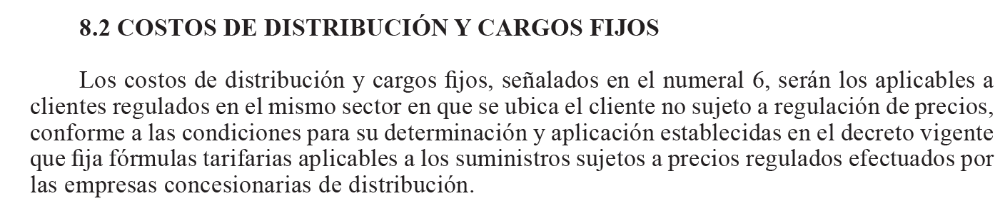 8.2 COSTOS DE DISTRIBUCIÓN Y CARGOS FIJOS
Los costos de distribución y cargos fijos, señalados en el numeral 6, serán los aplicables a
clientes regulados en el mismo sector en que se ubica el cliente no sujeto a regulación de precios,
conforme a las condiciones para su determinación y aplicación establecidas en el decreto vigente
que fija fórmulas tarifarias aplicables a los suministros sujetos a precios regulados efectuados por
las empresas concesionarias de distribución.